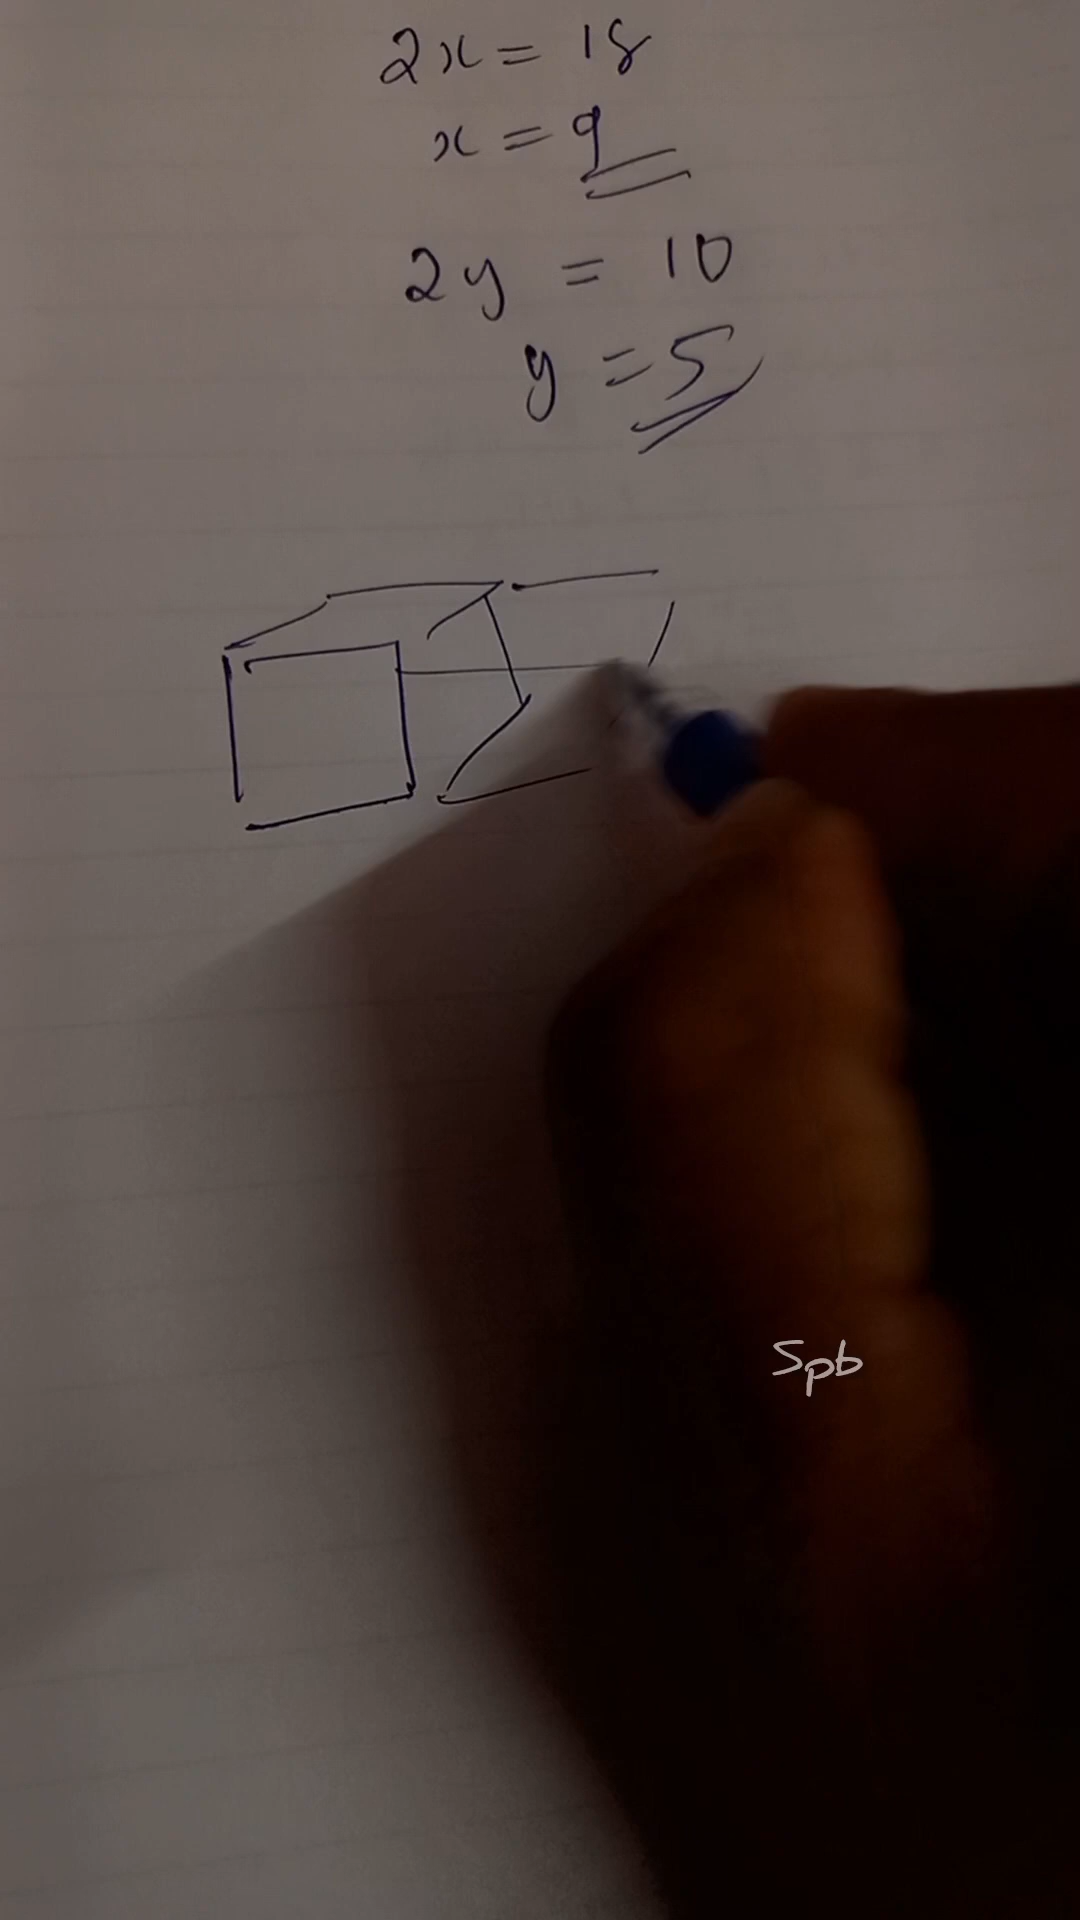 2x = 18
x = 9
2y = 10
y = 5
Spb